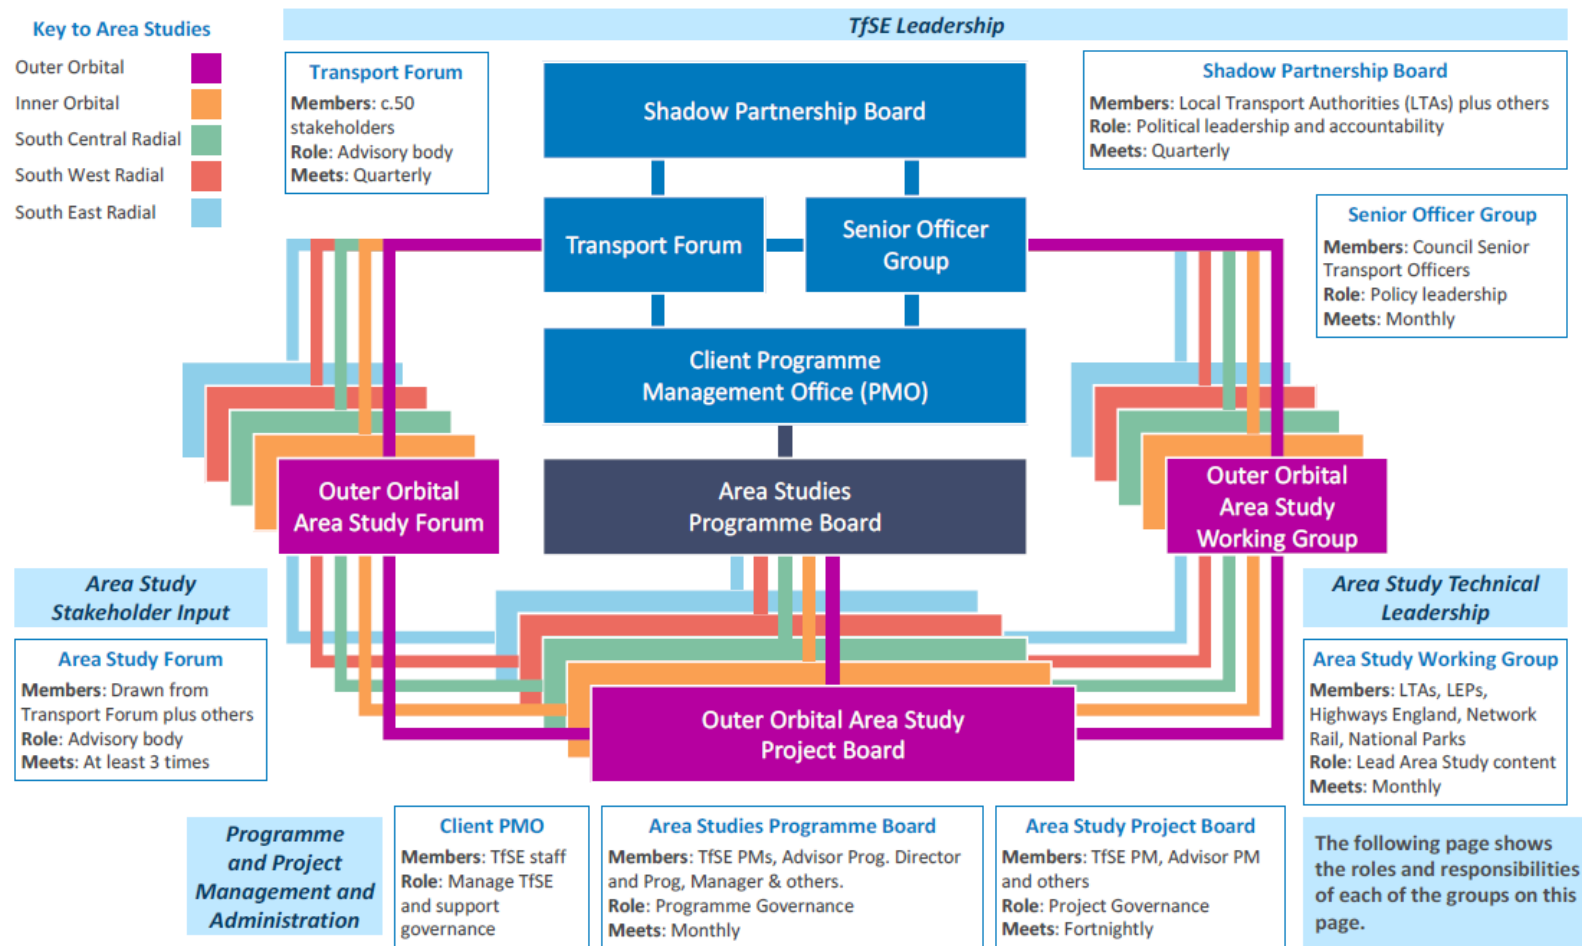 Key to Area Studies
Outer Orbital
Inner Orbital
South Central Radial
South West Radial
South East Radial
TfSE Leadership
Transport Forum
Members: c.50
stakeholders
Role: Advisory body
Meets: Quarterly
Shadow Partnership Board
Shadow Partnership Board
Members: Local Transport Authorities (LTAs) plus others
Role: Political leadership and accountability
Meets: Quarterly
Transport Forum
Senior Officer
Group
Senior Officer Group
Members: Council Senior
Transport Officers
Role: Policy leadership
Meets: Monthly
Client Programme
Management Office (PMO)
Outer Orbital
Area Study Forum
Area Studies
Programme Board
Outer Orbital
Area Study
Working Group
Area Study
Stakeholder Input
Area Study Forum
Members: Drawn from
Transport Forum plus others
Role: Advisory body
Meets: At least 3 times
Outer Orbital Area Study
Project Board
Area Study Technical
Leadership
Area Study Working Group
Members: LTAs, LEPs,
Highways England, Network
Rail, National Parks
Role: Lead Area Study content
Meets: Monthly
Programme
and Project
Management and
Administration
Client PMO
Members: TfSE staff
Role: Manage TfSE
and support
governance
Area Studies Programme Board
Members: TfSE PMs, Advisor Prog. Director
and Prog, Manager & others.
Role: Programme Governance
Meets: Monthly
Area Study Project Board
Members: TfSE PM, Advisor PM
and others
Role: Project Governance
Meets: Fortnightly
The following page shows
the roles and responsibilities
of each of the groups on this
page.